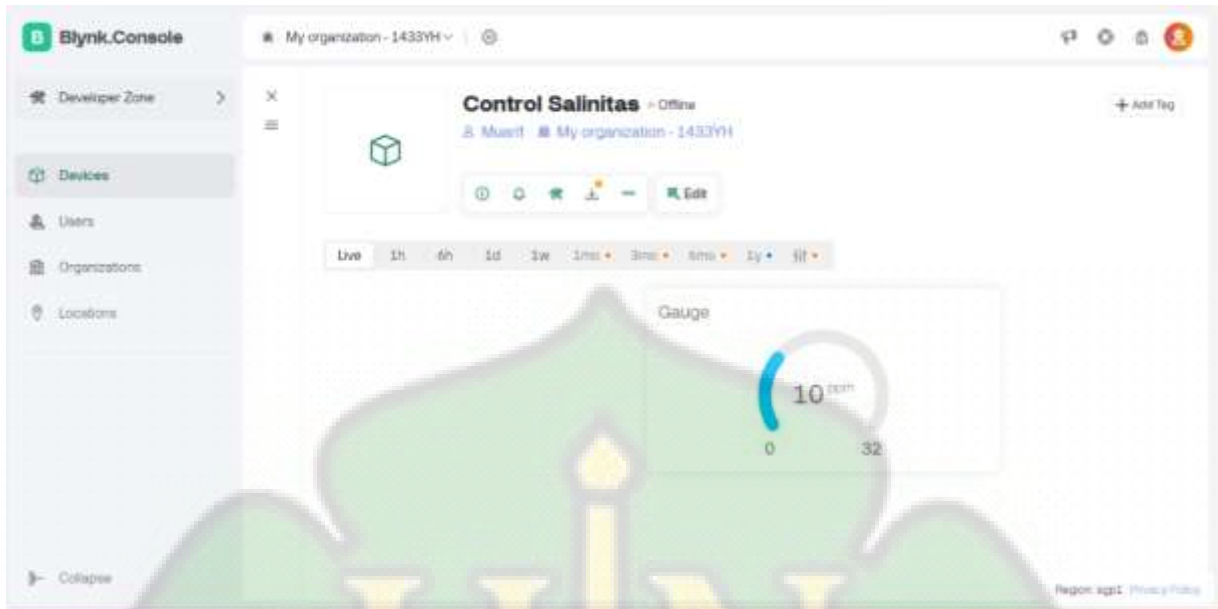 B Blynk.Console
My organization - 1433YH
Developer Zone
Devices
Users
Organizations
Locations
Collapse
Control Salinitas Offline
Muarif My organization - 1433YH
Add Tag
Edit
Live 1h 6h 1d 1w 1mo 3mo 6mo 1y
Gauge
10 ppm
0 32
Region: sgp1 Privacy Policy
UIN